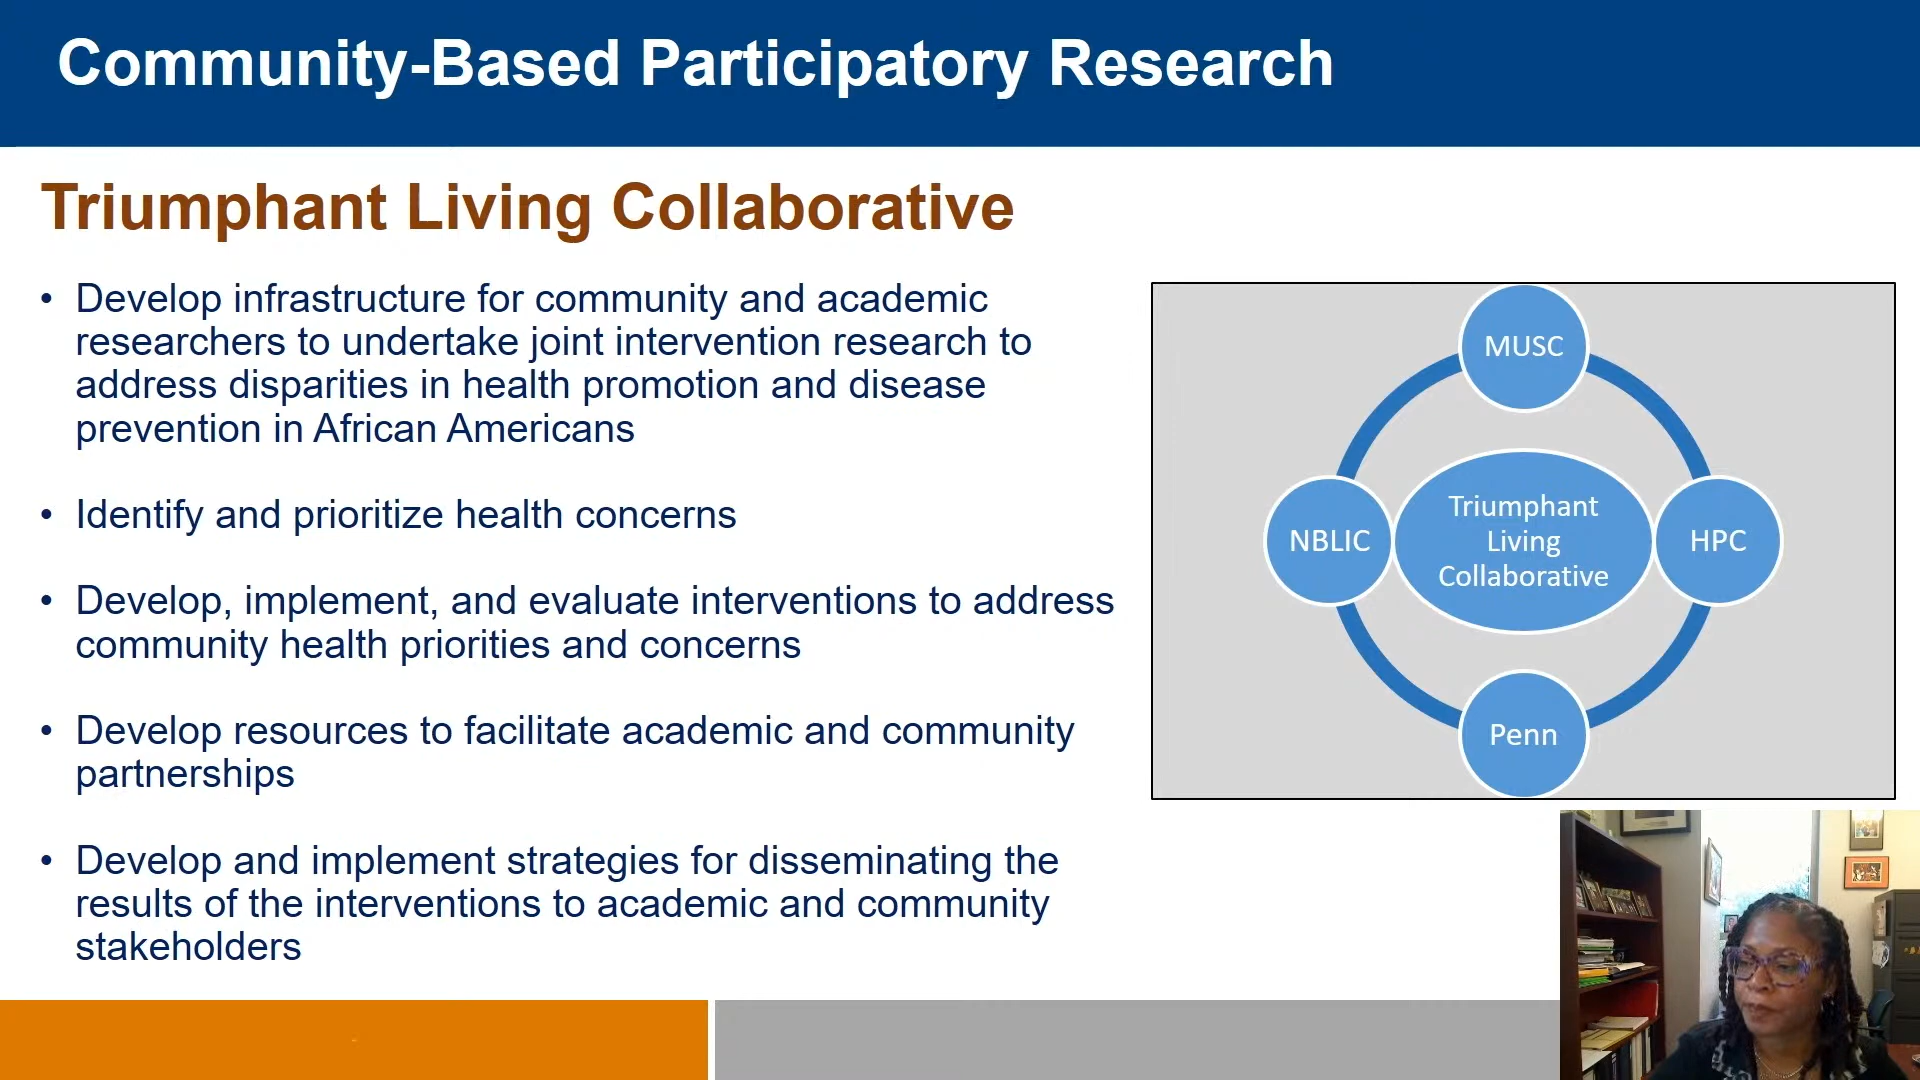 Community-Based Participatory Research
Triumphant Living Collaborative
• Develop infrastructure for community and academic
researchers to undertake joint intervention research to
address disparities in health promotion and disease
prevention in African Americans
• Identify and prioritize health concerns
• Develop, implement, and evaluate interventions to address
community health priorities and concerns
• Develop resources to facilitate academic and community
partnerships
• Develop and implement strategies for disseminating the
results of the interventions to academic and community
stakeholders
MUSC
NBLIC
Triumphant
Living
Collaborative
HPC
Penn